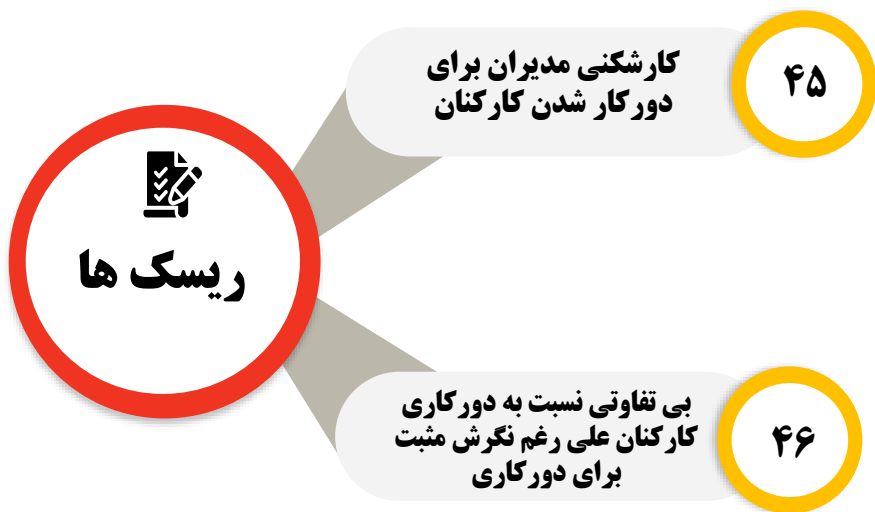 ریسک ها
۴۵
کارشکنی مدیران برای
دورکار شدن کارکنان
۴۶
بی تفاوتی نسبت به دورکاری
کارکنان علی رغم نگرش مثبت
برای دورکاری